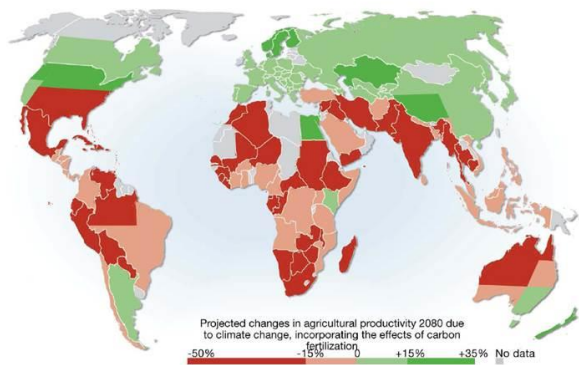 Projected changes in agricultural productivity 2080 due
to climate change, incorporating the effects of carbon
fertilization
-50% -15% 0 +15% +35% No data